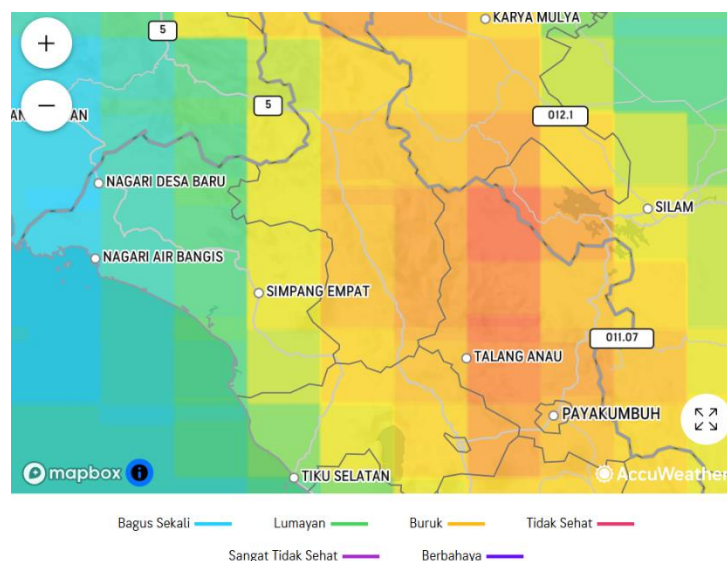 +
KARYA MULYA
5
−
5
012.1
AN
AN
NAGARI DESA BARU
SILAM
NAGARI AIR BANGIS
SIMPANG EMPAT
011.07
TALANG ANAU
PAYAKUMBUH
mapbox
i
TIKU SELATAN
AccuWeather
Bagus Sekali
Lumayan
Buruk
Tidak Sehat
Sangat Tidak Sehat
Berbahaya